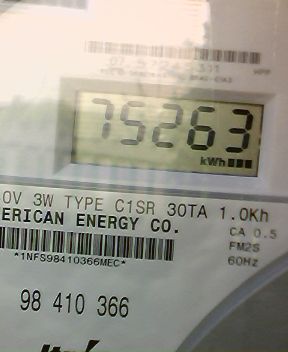 75263
kWh
0V 3W TYPE C1SR 30TA 1.0Kh
ERICAN ENERGY CO.
CA 0.5
FM2S
60Hz
*1NFS98410366MEC*
98 410 366